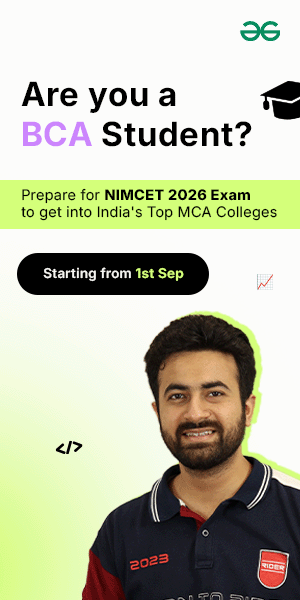 Are you a
BCA Student?
Prepare for NIMCET 2026 Exam
to get into India's Top MCA Colleges
Starting from 1st Sep
</>
2023
RIDER